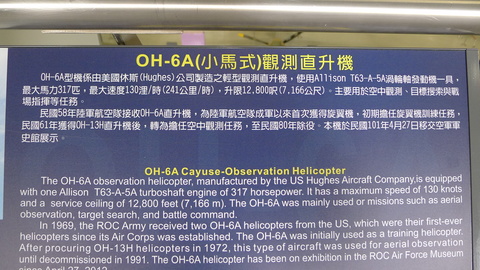 OH-6A(小馬式)觀測直升機
OH-6A型機係由美國休斯(Hughes)公司製造之輕型觀測直升機，使用Allison T63-A-5A渦輪軸發動機一具，
最大馬力317匹，最大速度130浬/時(241公里/時)，升限12.800呎(7.166公尺)。主要用於空中觀測、目標搜索與戰
場指揮等任務。
民國58年陸軍航空隊接收OH-6A直升機，為陸軍航空隊成軍以來首次獲得旋翼機，初期擔任旋翼機訓練任務，
民國61年獲得OH-13H直升機後，轉為擔任空中觀測任務，至民國80年除役。本機於民國101年4月27日移交空軍軍
史館展示。
OH-6A Cayuse-Observation Helicopter
The OH-6A observation helicopter, manufactured by the US Hughes Aircraft Company,is equipped
with one Allison T63-A-5A turboshaft engine of 317 horsepower. It has a maximum speed of 130 knots
and a service ceiling of 12,800 feet (7,166 m). The OH-6A was mainly used or missions such as aerial
observation, target search, and battle command.
In 1969, the ROC Army received two OH-6A helicopters from the US, which were their first-ever
helicopters since its Air Corps was established. The OH-6A was initially used as a training helicopter.
After procuring OH-13H helicopters in 1972, this type of aircraft was used for aerial observation
until decommissioned in 1991. The OH-6A helicopter has been on exhibition in the ROC Air Force Museum
since April 27, 2012